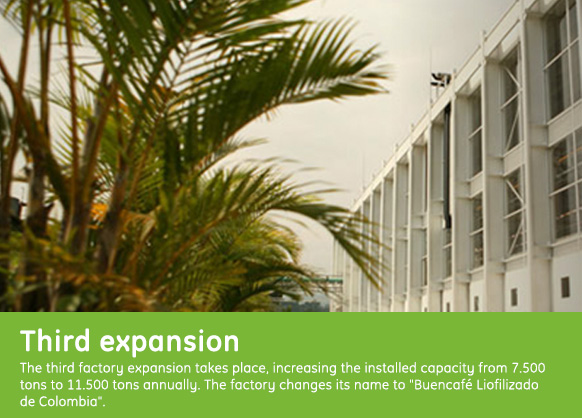 Third expansion
The third factory expansion takes place, increasing the installed capacity from 7.500
tons to 11.500 tons annually. The factory changes its name to "Buencafé Liofilizado
de Colombia".